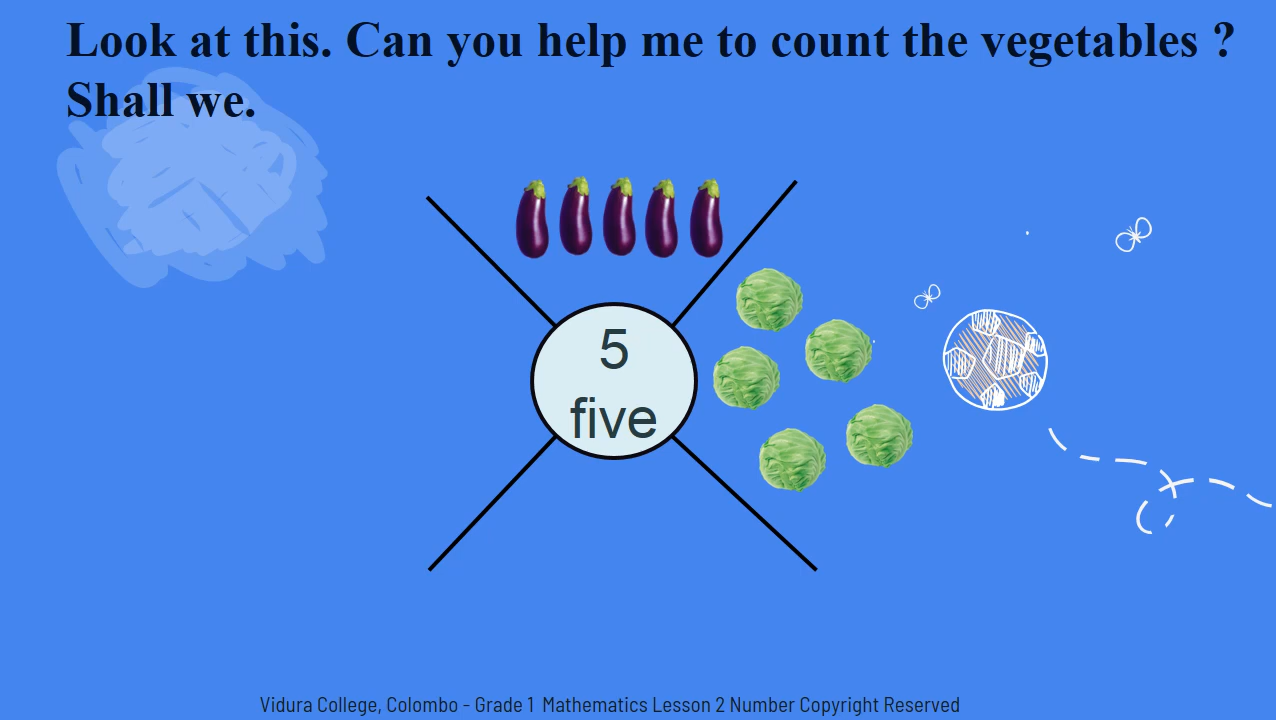 Look at this. Can you help me to count the vegetables ?
Shall we.
5
five
Vidura College, Colombo - Grade 1 Mathematics Lesson 2 Number Copyright Reserved